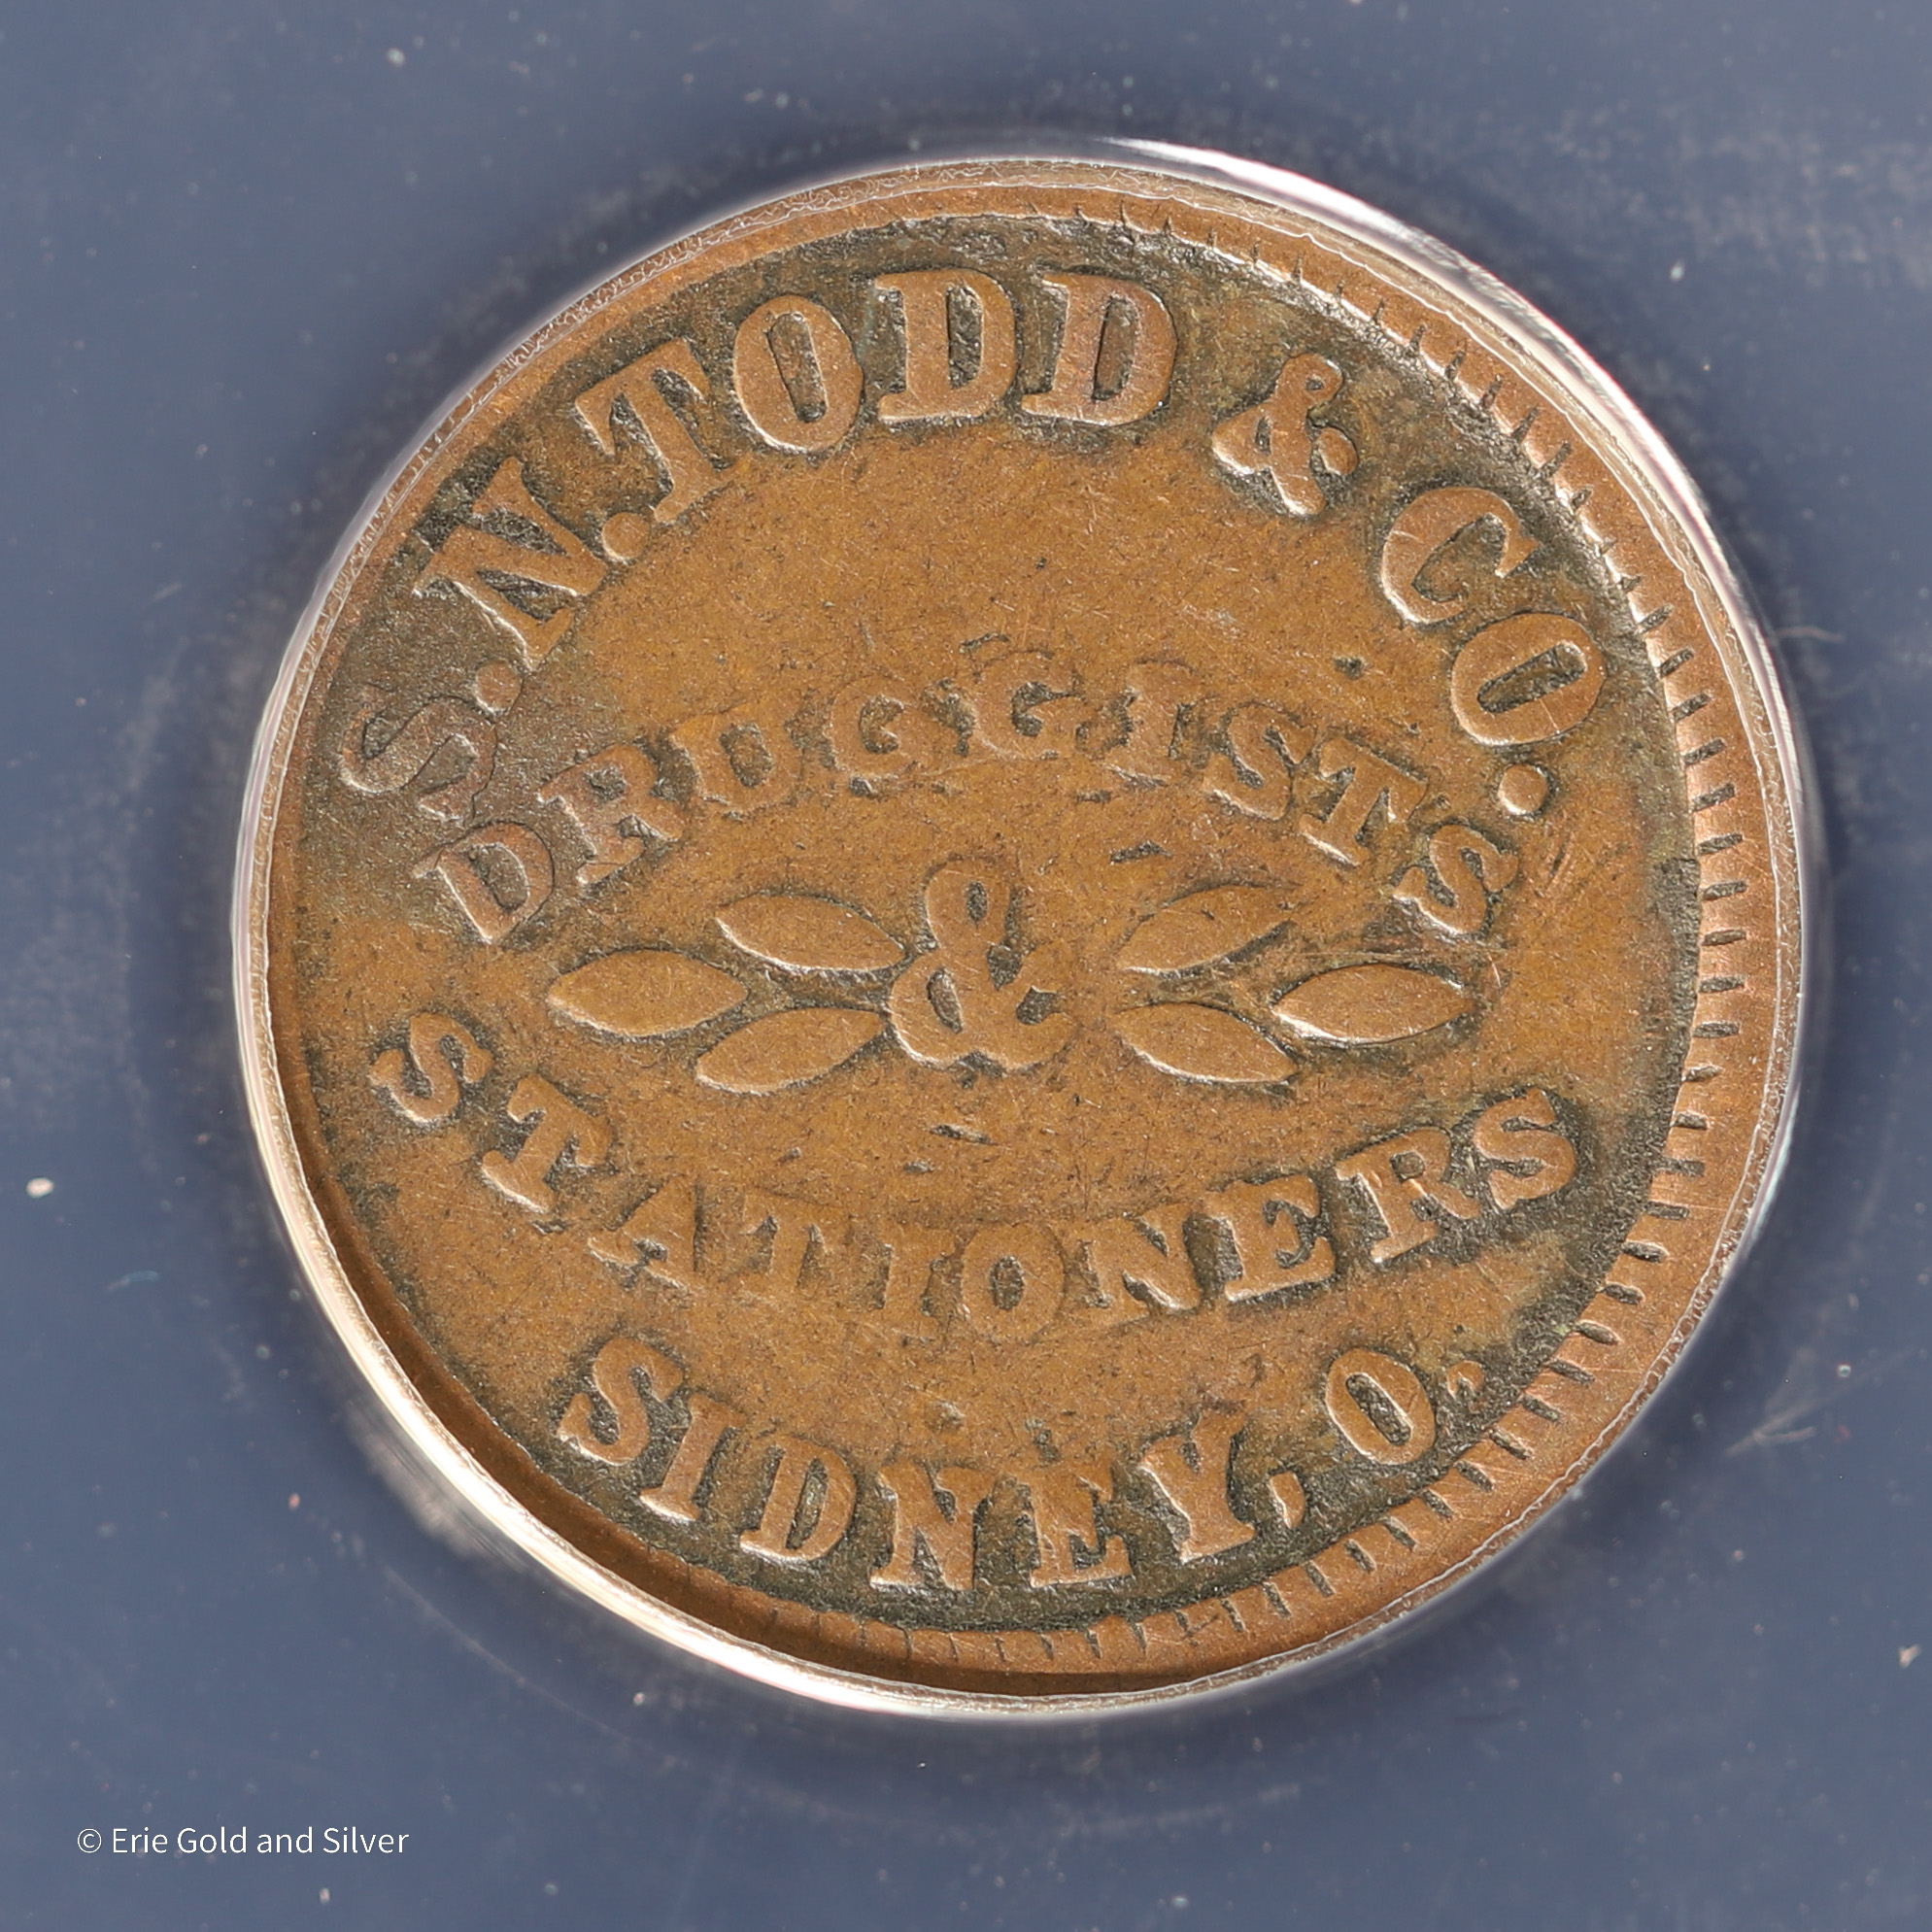 S. N. TODD & CO.
DRUGGISTS
&
STATIONERS
SIDNEY, O.
© Erie Gold and Silver